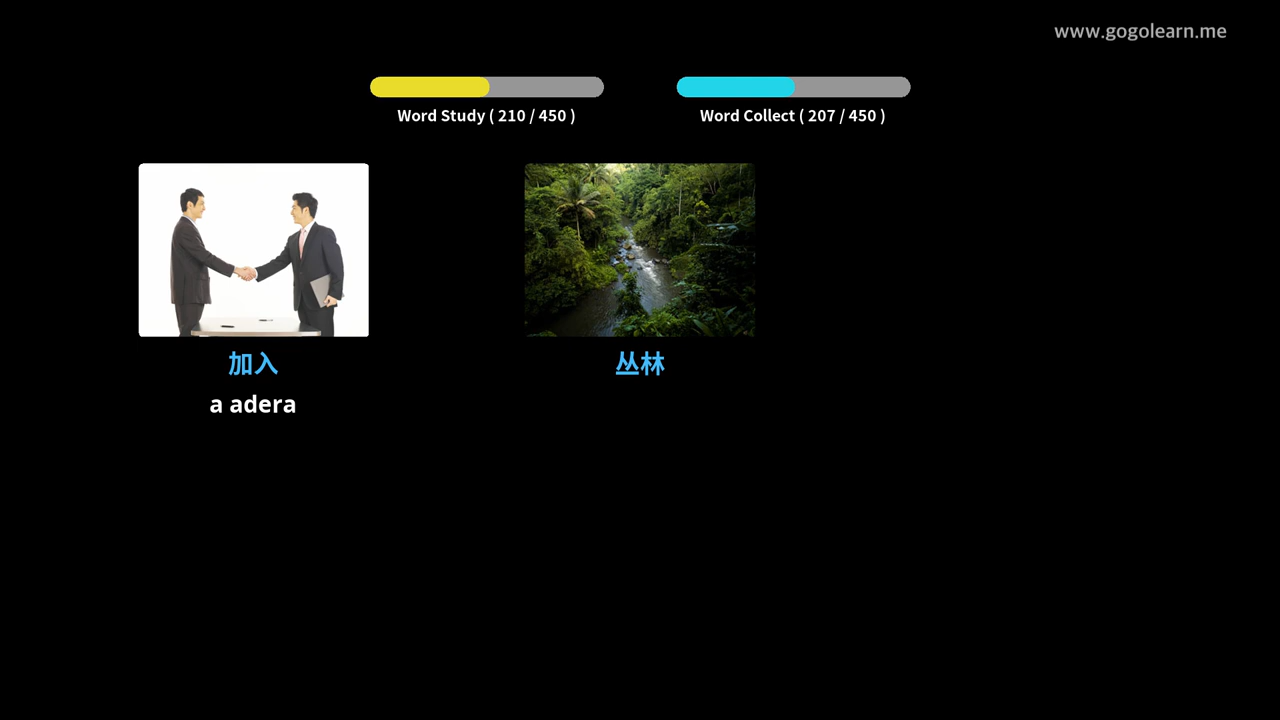 www.gogolearn.me
Word Study ( 210 / 450 )
Word Collect ( 207 / 450 )
加入
丛林
a adera